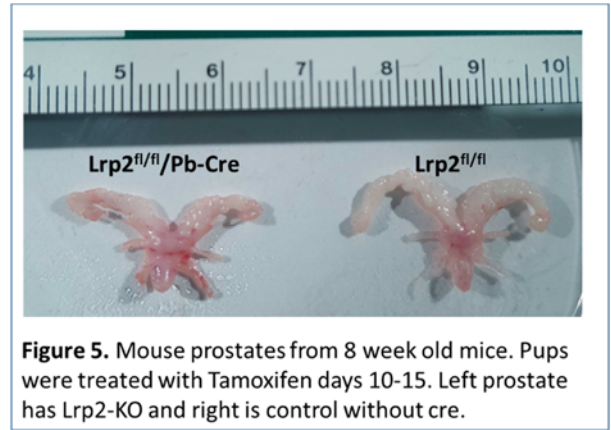 4 5 6 7 8 9 10
Lrp2fl/fl/Pb-Cre Lrp2fl/fl
Figure 5. Mouse prostates from 8 week old mice. Pups
were treated with Tamoxifen days 10-15. Left prostate
has Lrp2-KO and right is control without cre.